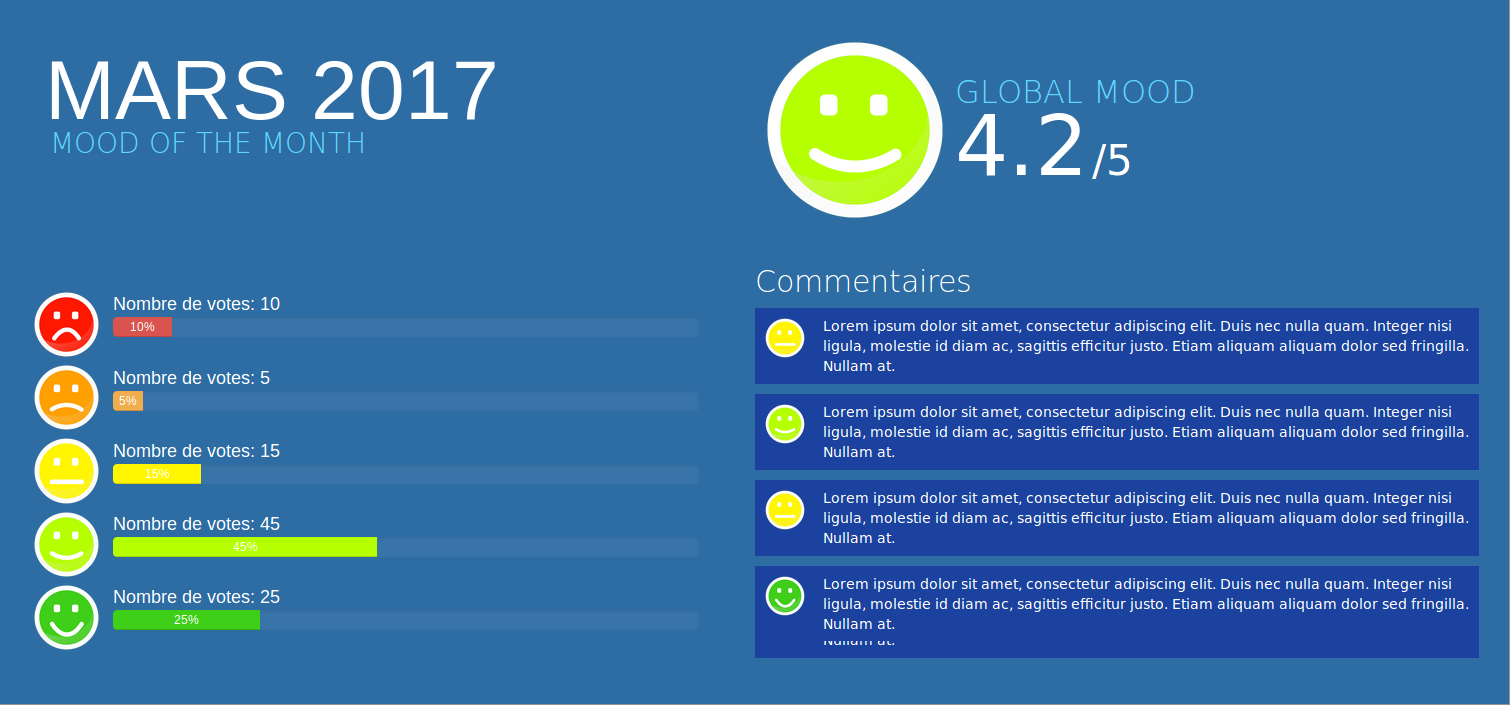 MARS 2017
MOOD OF THE MONTH
GLOBAL MOOD
4.2/5
Nombre de votes: 10
10%
Nombre de votes: 5
5%
Nombre de votes: 15
15%
Nombre de votes: 45
45%
Nombre de votes: 25
25%
Commentaires
Lorem ipsum dolor sit amet, consectetur adipiscing elit. Duis nec nulla quam. Integer nisi
ligula, molestie id diam ac, sagittis efficitur justo. Etiam aliquam aliquam dolor sed fringilla.
Nullam at.
Lorem ipsum dolor sit amet, consectetur adipiscing elit. Duis nec nulla quam. Integer nisi
ligula, molestie id diam ac, sagittis efficitur justo. Etiam aliquam aliquam dolor sed fringilla.
Nullam at.
Lorem ipsum dolor sit amet, consectetur adipiscing elit. Duis nec nulla quam. Integer nisi
ligula, molestie id diam ac, sagittis efficitur justo. Etiam aliquam aliquam dolor sed fringilla.
Nullam at.
Lorem ipsum dolor sit amet, consectetur adipiscing elit. Duis nec nulla quam. Integer nisi
ligula, molestie id diam ac, sagittis efficitur justo. Etiam aliquam aliquam dolor sed fringilla.
Nullam at.
Nullam at.